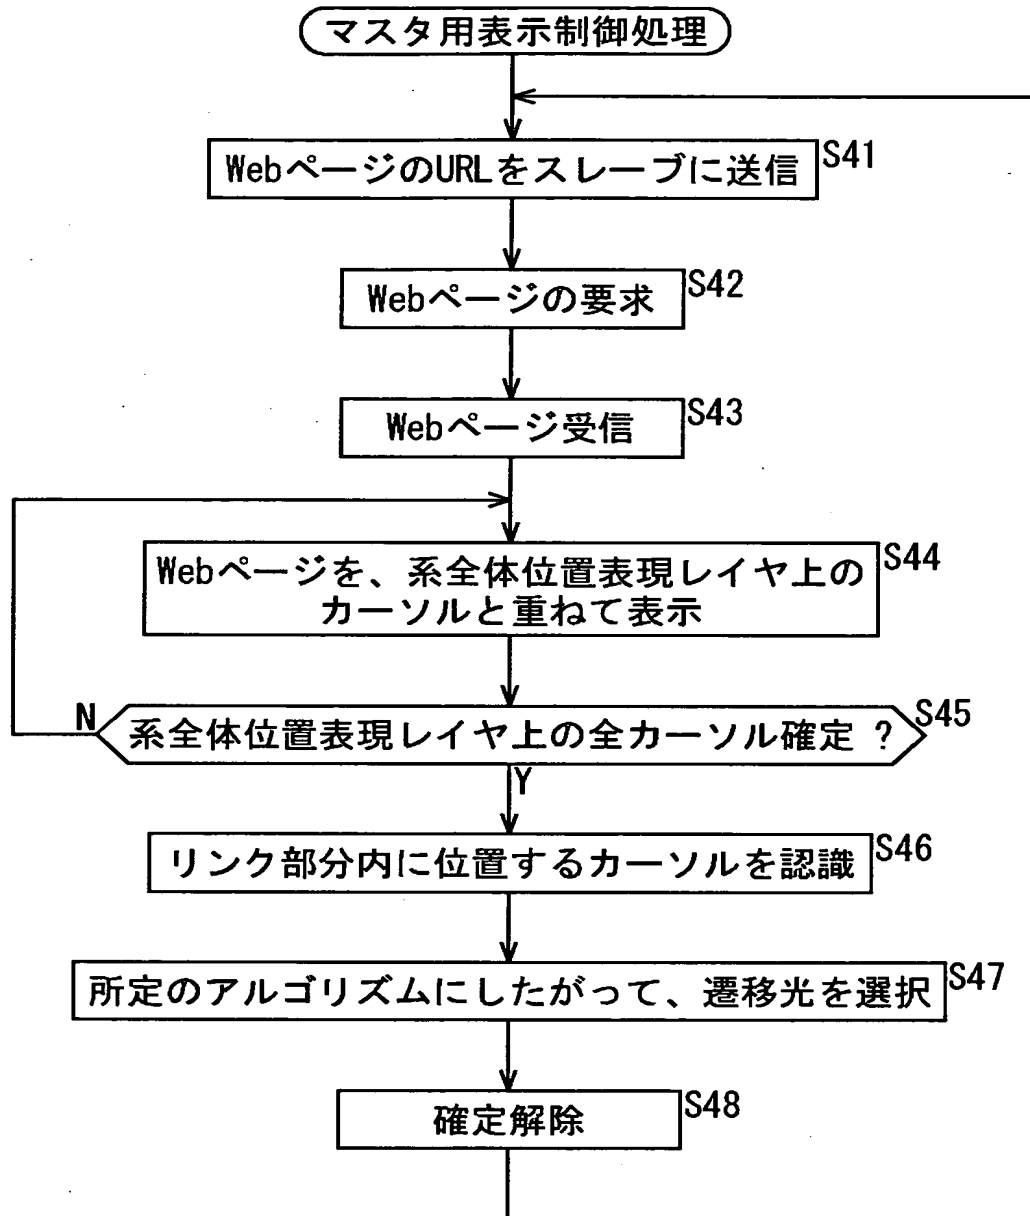 マスタ用表示制御処理
WebページのURLをスレーブに送信
S41
Webページの要求
S42
Webページ受信
S43
Webページを、系全体位置表現レイヤ上の
カーソルと重ねて表示
S44
系全体位置表現レイヤ上の全カーソル確定 ?
S45
N
Y
リンク部分内に位置するカーソルを認識
S46
所定のアルゴリズムにしたがって、遷移光を選択
S47
確定解除
S48